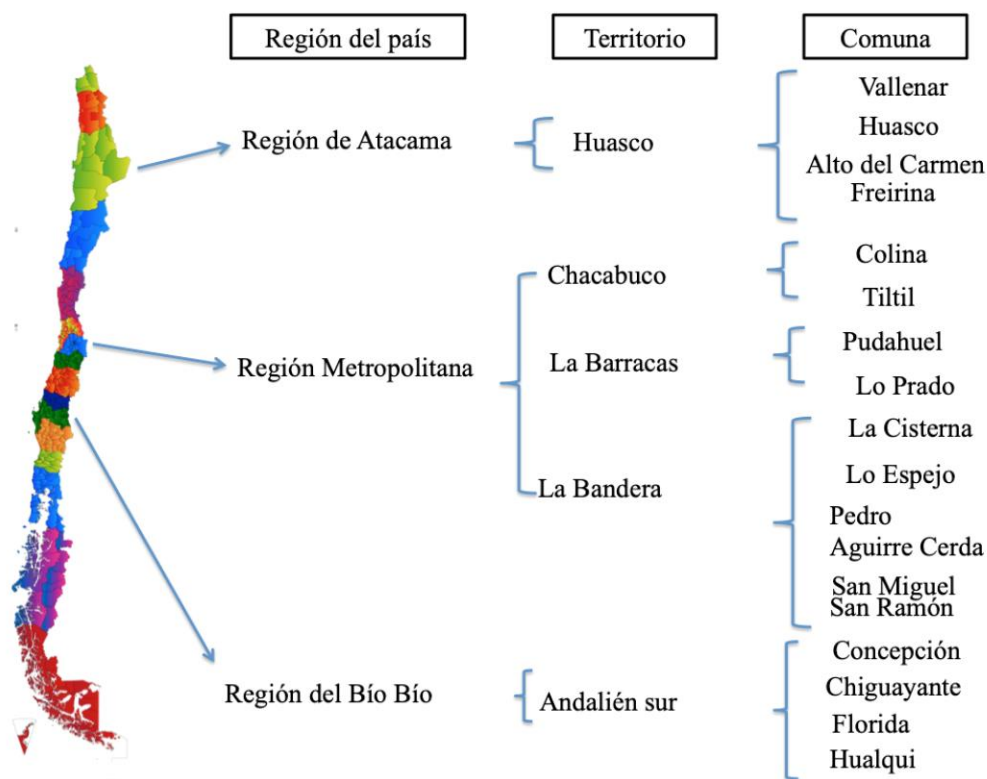 Región del país
Territorio
Comuna
Región de Atacama
Huasco
Vallenar
Huasco
Alto del Carmen
Freirina
Región Metropolitana
Chacabuco
Colina
Tiltil
La Barracas
Pudahuel
Lo Prado
La Bandera
La Cisterna
Lo Espejo
Pedro
Aguirre Cerda
San Miguel
San Ramón
Región del Bío Bío
Andalién sur
Concepción
Chiguayante
Florida
Hualqui